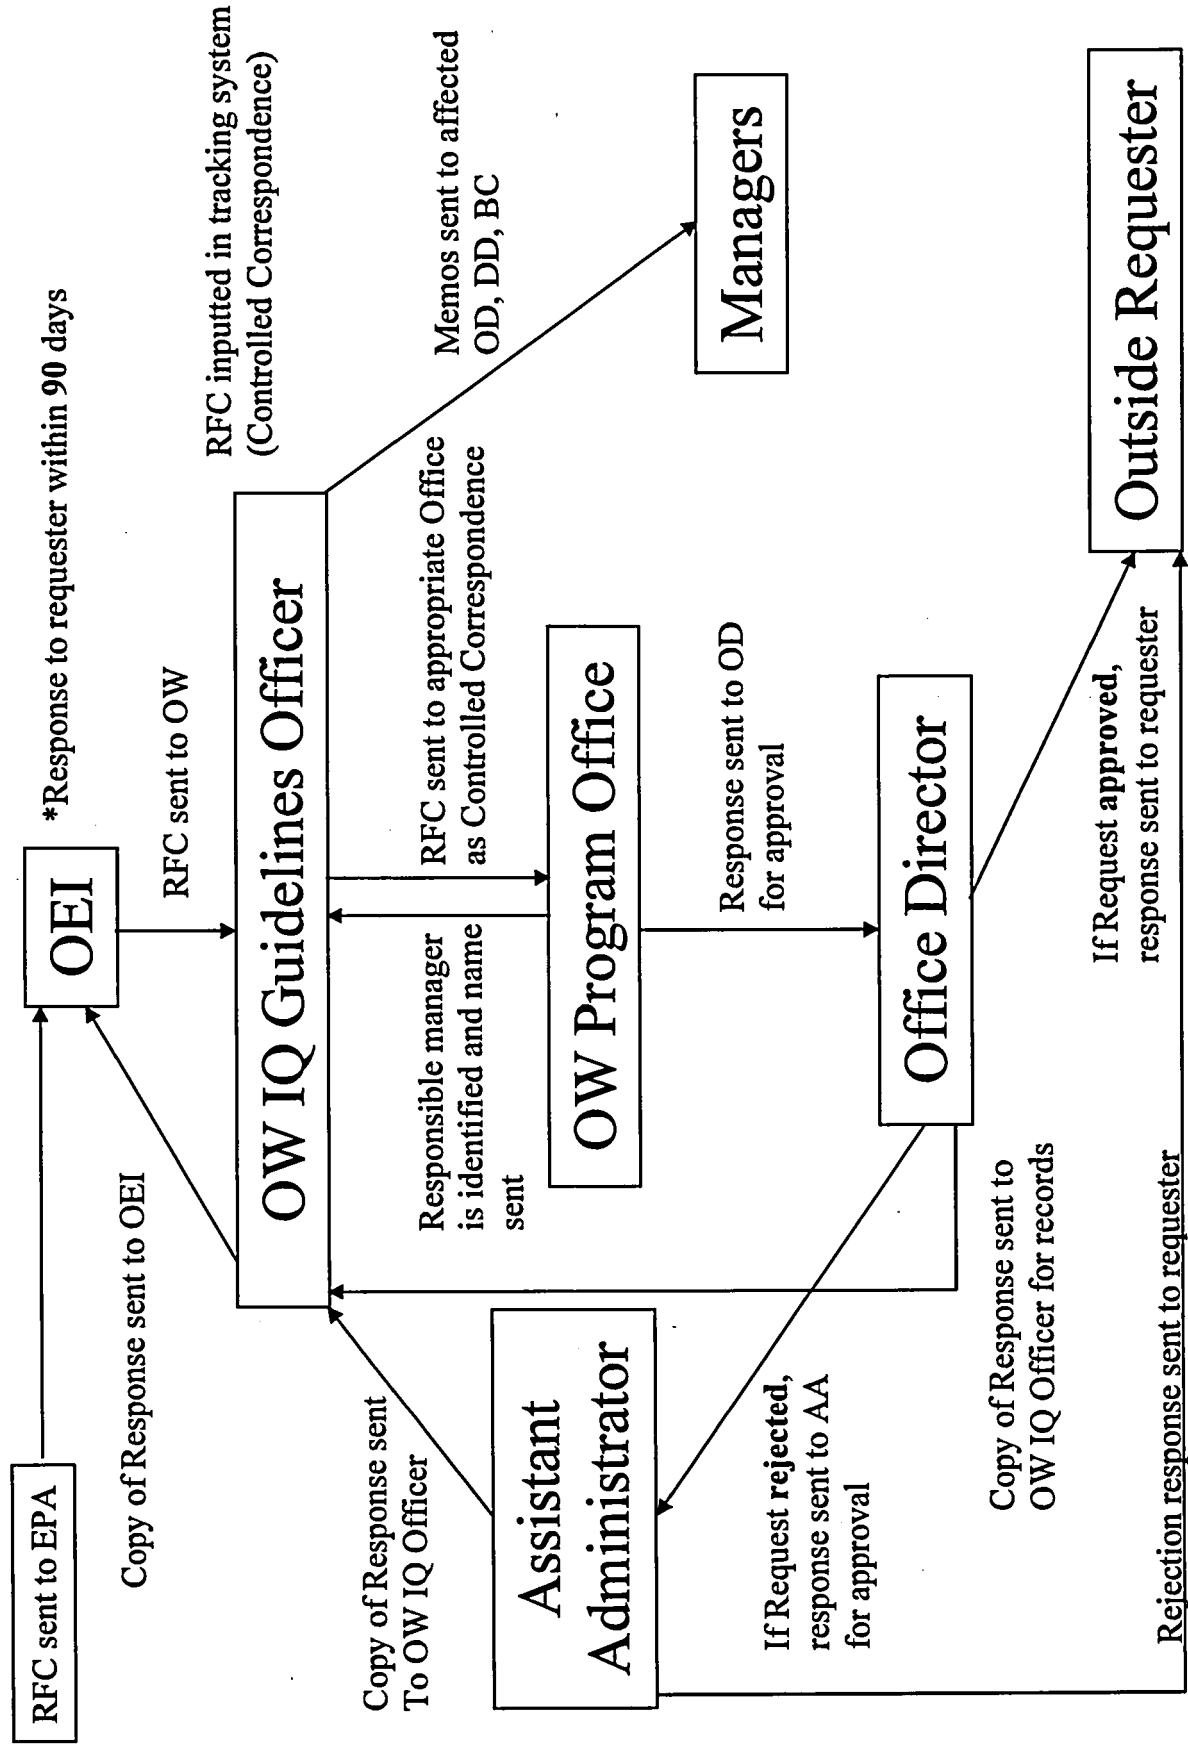 RFC sent to EPA
OEI
*Response to requester within 90 days
Copy of Response sent to OEI
RFC sent to OW
RFC inputted in tracking system
(Controlled Correspondence)
OW IQ Guidelines Officer
Copy of Response sent
To OW IQ Officer
Responsible manager
is identified and name
sent
RFC sent to appropriate Office
as Controlled Correspondence
Memos sent to affected
OD, DD, BC
Assistant
Administrator
OW Program Office
Managers
If Request rejected,
response sent to AA
for approval
Response sent to OD
for approval
Office Director
Copy of Response sent to
OW IQ Officer for records
If Request approved,
response sent to requester
Outside Requester
Rejection response sent to requester